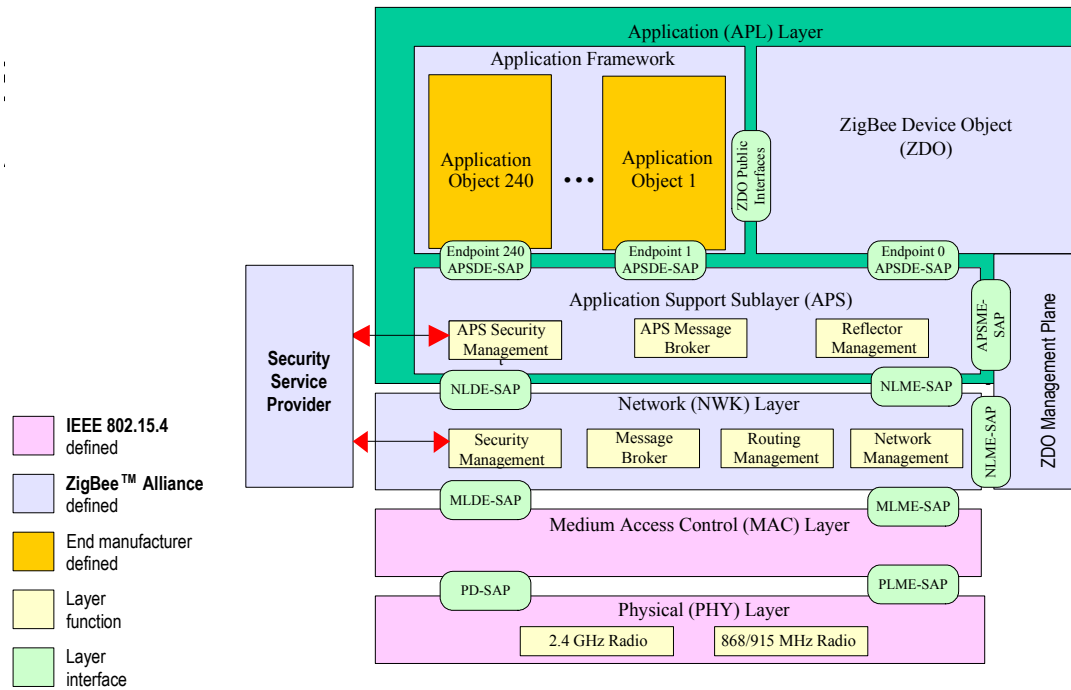 Application (APL) Layer
Application Framework
ZigBee Device Object
(ZDO)
Application
Object 240
Application
Object 1
ZDO Public
Interfaces
Endpoint 240
APSDE-SAP
Endpoint 1
APSDE-SAP
Endpoint 0
APSDE-SAP
Application Support Sublayer (APS)
APS Security
Management
APS Message
Broker
Reflector
Management
APSME-
SAP
Security
Service
Provider
ZDO Management Plane
NLDE-SAP
NLME-SAP
Network (NWK) Layer
Security
Management
Message
Broker
Routing
Management
Network
Management
NLME-SAP
MLDE-SAP
MLME-SAP
Medium Access Control (MAC) Layer
PD-SAP
PLME-SAP
Physical (PHY) Layer
2.4 GHz Radio
868/915 MHz Radio
IEEE 802.15.4
defined
ZigBee™ Alliance
defined
End manufacturer
defined
Layer
function
Layer
interface